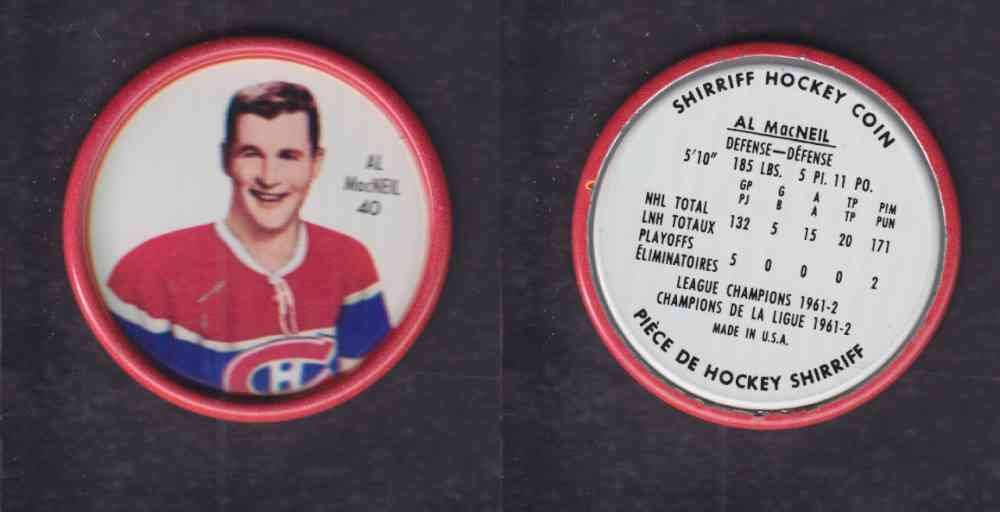 AL
MacNEIL
40
SHIRRIFF HOCKEY COIN
AL MacNEIL
DEFENSE—DÉFENSE
5'10" 185 LBS. 5 PI. 11 PO.
GP G A TP PIM
PJ B A TP PUN
NHL TOTAL
LNH TOTAUX 132 5 15 20 171
PLAYOFFS
ÉLIMINATOIRES 5 0 0 0 2
LEAGUE CHAMPIONS 1961-2
CHAMPIONS DE LA LIGUE 1961-2
MADE IN U.S.A.
PIÉCE DE HOCKEY SHIRRIFF